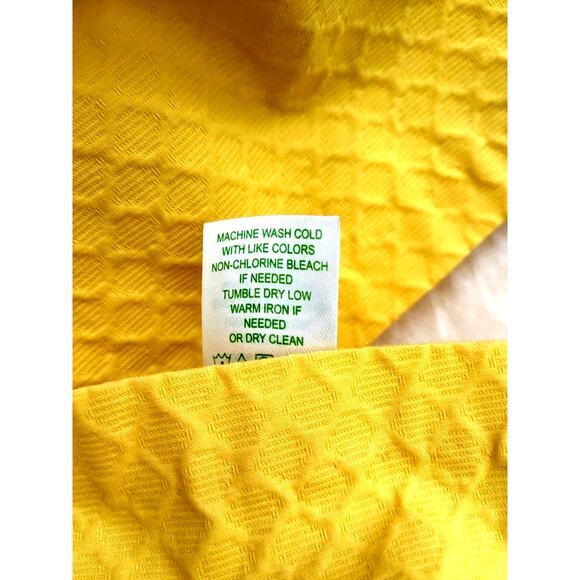 MACHINE WASH COLD
WITH LIKE COLORS
NON-CHLORINE BLEACH
IF NEEDED
TUMBLE DRY LOW
WARM IRON IF
NEEDED
OR DRY CLEAN